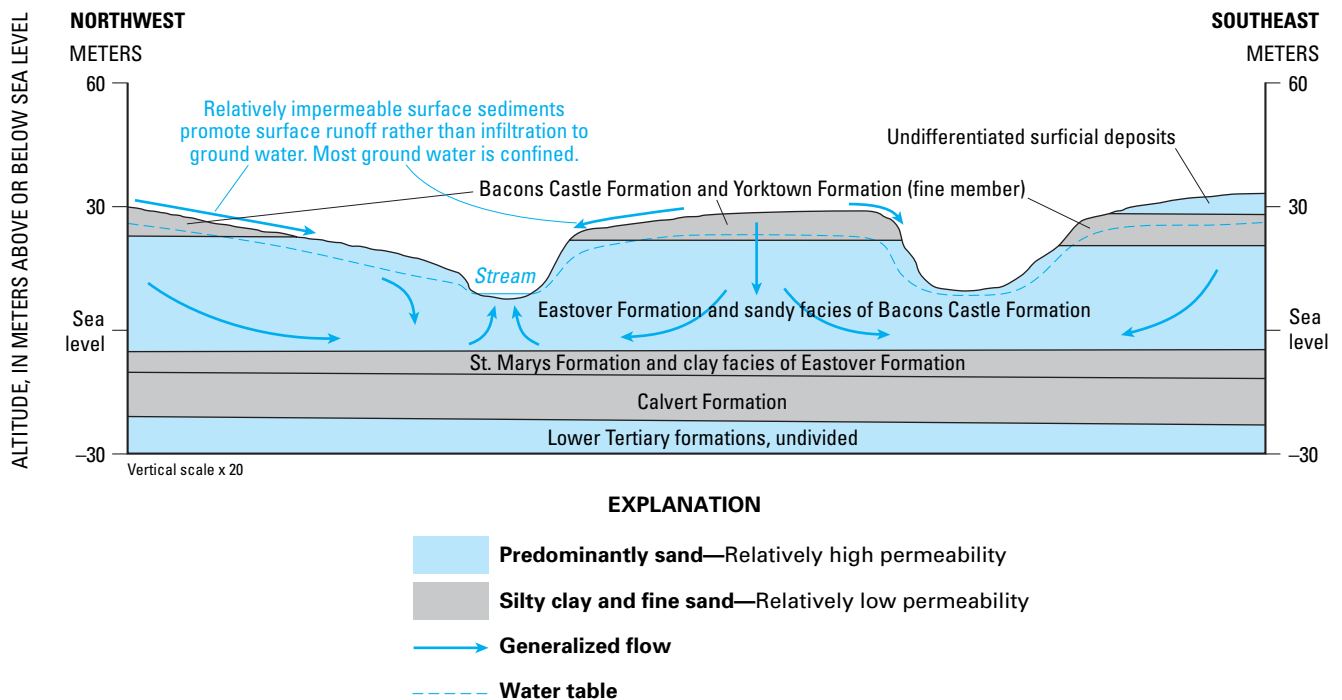 ALTITUDE, IN METERS ABOVE OR BELOW SEA LEVEL
NORTHWEST
METERS
SOUTHEAST
METERS
60
60
Relatively impermeable surface sediments
promote surface runoff rather than infiltration to
ground water. Most ground water is confined.
Undifferentiated surficial deposits
Bacons Castle Formation and Yorktown Formation (fine member)
30
30
Stream
Eastover Formation and sandy facies of Bacons Castle Formation
Sea
level
Sea
level
St. Marys Formation and clay facies of Eastover Formation
Calvert Formation
Lower Tertiary formations, undivided
–30
–30
Vertical scale x 20
EXPLANATION
Predominantly sand—Relatively high permeability
Silty clay and fine sand—Relatively low permeability
Generalized flow
Water table